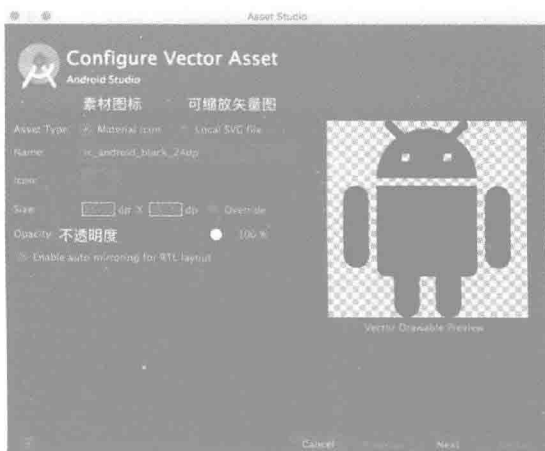 Asset Studio
Configure Vector Asset
Android Studio
素材图标 可缩放矢量图
Asset Type: Material Icon Local SVG file
Name: ic_android_black_24dp
Icon:
Size: dp X dp Override
Opacity: 不透明度 100 %
Enable auto mirroring for RTL layout
Vector Drawable Preview
Cancel Previous Next